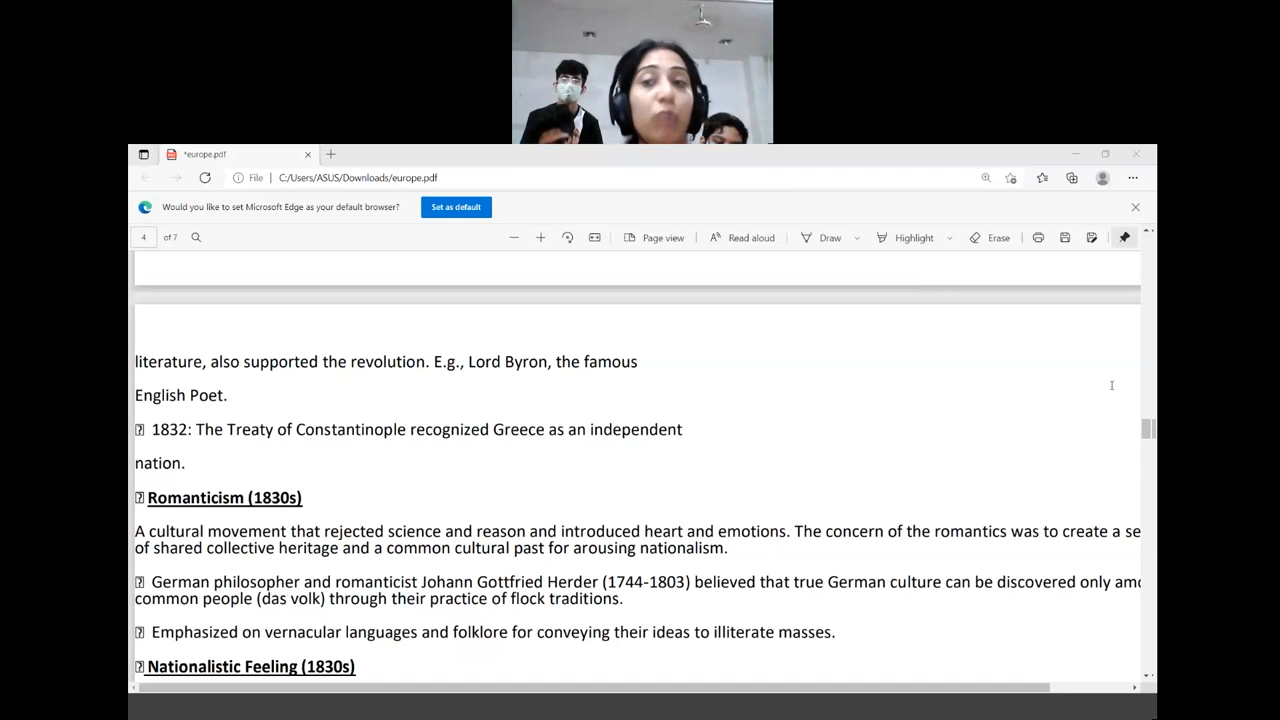 *europe.pdf
File
C:/Users/ASUS/Downloads/europe.pdf
Would you like to set Microsoft Edge as your default browser?
Set as default
4 of 7
Page view
Read aloud
Draw
Highlight
Erase
literature, also supported the revolution. E.g., Lord Byron, the famous
English Poet.
1832: The Treaty of Constantinople recognized Greece as an independent
nation.
Romanticism (1830s)
A cultural movement that rejected science and reason and introduced heart and emotions. The concern of the romantics was to create a se
of shared collective heritage and a common cultural past for arousing nationalism.
German philosopher and romanticist Johann Gottfried Herder (1744-1803) believed that true German culture can be discovered only amo
common people (das volk) through their practice of flock traditions.
Emphasized on vernacular languages and folklore for conveying their ideas to illiterate masses.
Nationalistic Feeling (1830s)